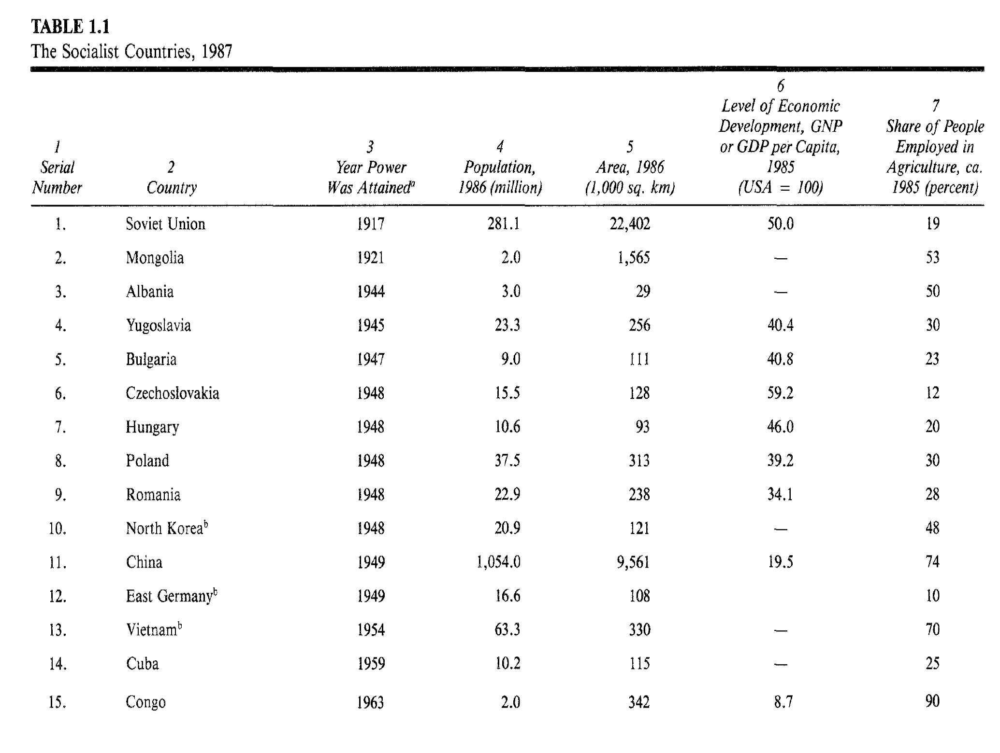 TABLE 1.1
The Socialist Countries, 1987
1 Serial Number
2 Country
3 Year Power Was Attainedª
4 Population, 1986 (million)
5 Area, 1986 (1,000 sq. km)
6 Level of Economic Development, GNP or GDP per Capita, 1985 (USA = 100)
7 Share of People Employed in Agriculture, ca. 1985 (percent)
1. Soviet Union 1917 281.1 22,402 50.0 19
2. Mongolia 1921 2.0 1,565 — 53
3. Albania 1944 3.0 29 — 50
4. Yugoslavia 1945 23.3 256 40.4 30
5. Bulgaria 1947 9.0 111 40.8 23
6. Czechoslovakia 1948 15.5 128 59.2 12
7. Hungary 1948 10.6 93 46.0 20
8. Poland 1948 37.5 313 39.2 30
9. Romania 1948 22.9 238 34.1 28
10. North Koreaᵇ 1948 20.9 121 — 48
11. China 1949 1,054.0 9,561 19.5 74
12. East Germanyᵇ 1949 16.6 108 10
13. Vietnamᵇ 1954 63.3 330 — 70
14. Cuba 1959 10.2 115 — 25
15. Congo 1963 2.0 342 8.7 90